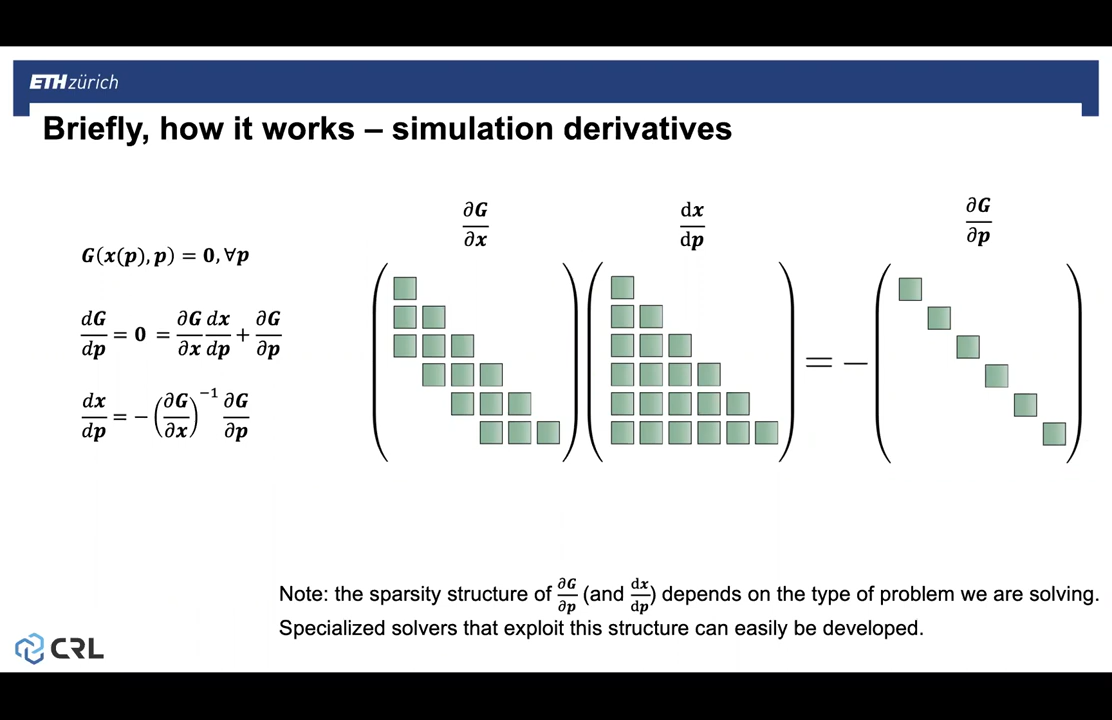 ETH zürich
Briefly, how it works – simulation derivatives
G(x(p), p) = 0, ∀p
dG/dp = 0 = ∂G/∂x dx/dp + ∂G/∂p
dx/dp = − (∂G/∂x)⁻¹ ∂G/∂p
∂G/∂x dx/dp = − ∂G/∂p
Note: the sparsity structure of ∂G/∂p (and dx/dp) depends on the type of problem we are solving.
Specialized solvers that exploit this structure can easily be developed.
CRL